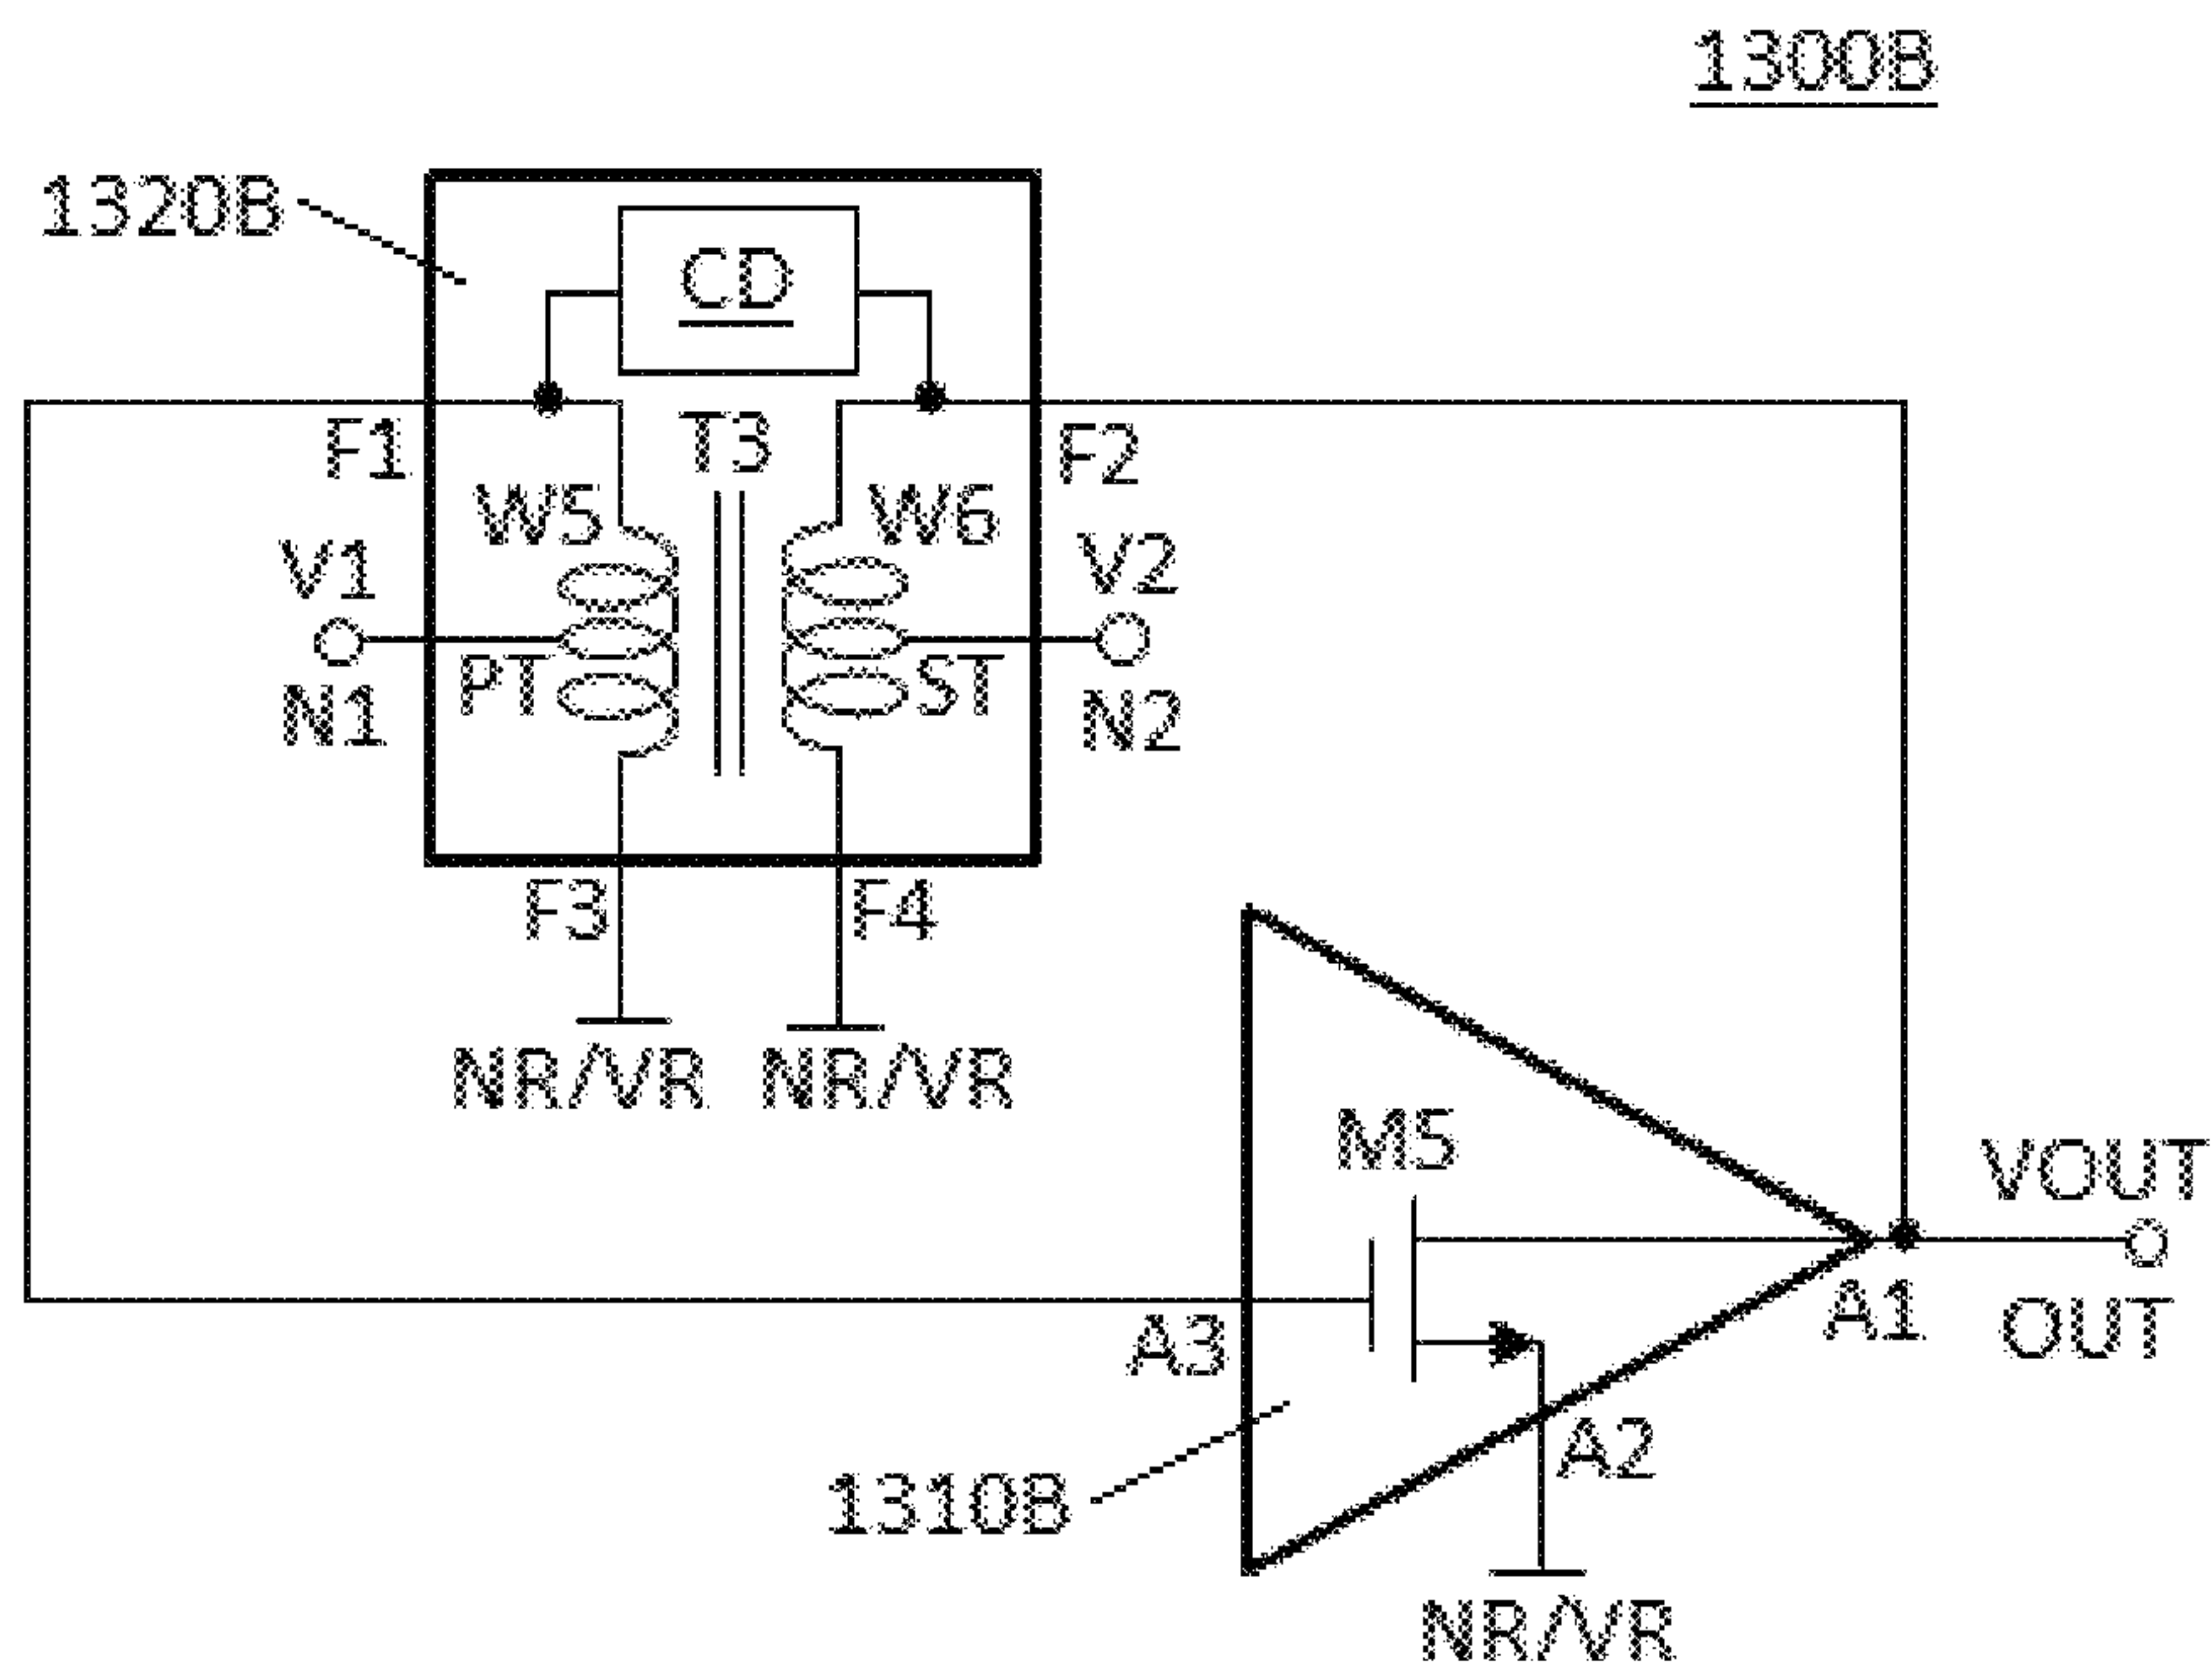 1300B
1320B
CD
F1
T3
F2
W5
W6
V1
V2
PT
ST
N1
N2
F3
F4
NR/VR
NR/VR
M5
VOUT
A3
A1
OUT
A2
1310B
NR/VR